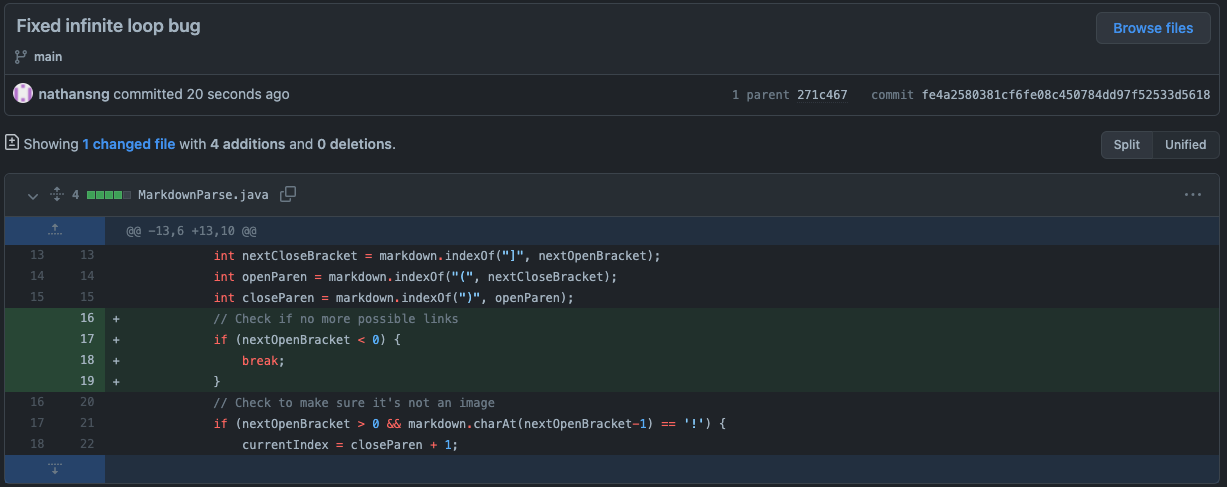 Fixed infinite loop bug
Browse files
main
nathansng committed 20 seconds ago
1 parent 271c467 commit fe4a2580381cf6fe08c450784dd97f52533d5618
Showing 1 changed file with 4 additions and 0 deletions.
Split Unified
4 MarkdownParse.java
@@ -13,6 +13,10 @@
13 13 int nextCloseBracket = markdown.indexOf("]", nextOpenBracket);
14 14 int openParen = markdown.indexOf("(", nextCloseBracket);
15 15 int closeParen = markdown.indexOf(")", openParen);
16 + // Check if no more possible links
17 + if (nextOpenBracket < 0) {
18 + break;
19 + }
16 20 // Check to make sure it's not an image
17 21 if (nextOpenBracket > 0 && markdown.charAt(nextOpenBracket-1) == '!') {
18 22 currentIndex = closeParen + 1;